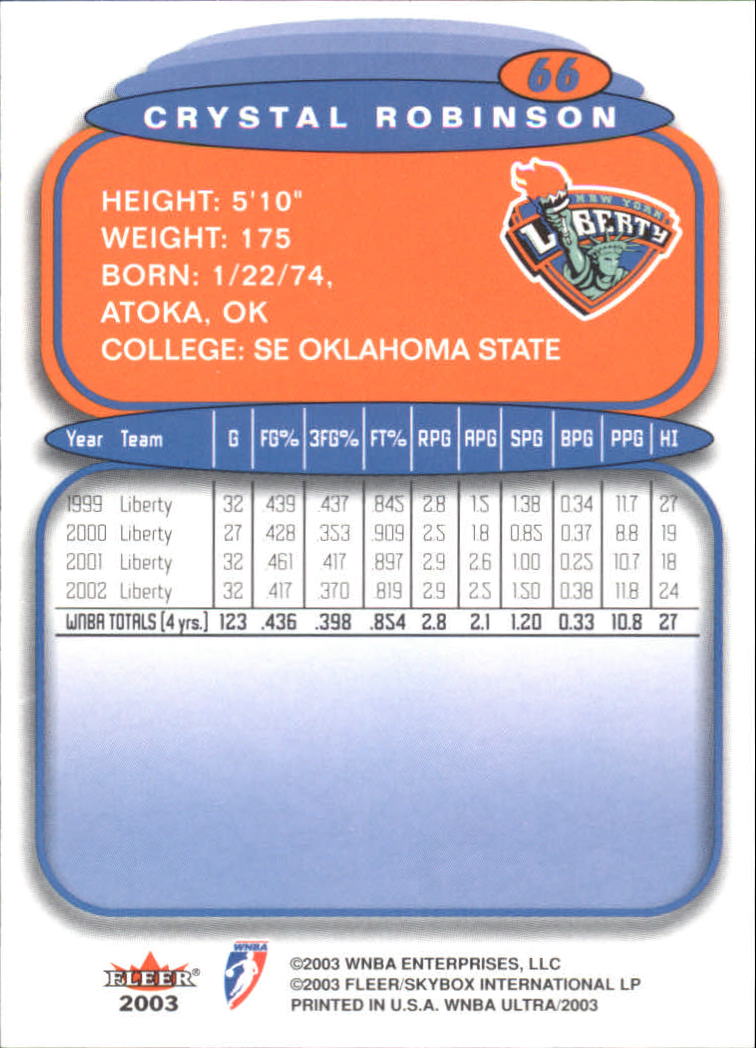 66
CRYSTAL ROBINSON
HEIGHT: 5'10"
WEIGHT: 175
BORN: 1/22/74,
ATOKA, OK
COLLEGE: SE OKLAHOMA STATE
NEW YORK
LIBERTY
Year Team G FG% 3FG% FT% RPG APG SPG BPG PPG HI
1999 Liberty 32 .439 .437 .845 2.8 1.5 1.38 0.34 11.7 27
2000 Liberty 27 .428 .353 .909 2.5 1.8 0.85 0.37 8.8 19
2001 Liberty 32 .461 .417 .897 2.9 2.6 1.00 0.25 10.7 18
2002 Liberty 32 .417 .370 .819 2.9 2.5 1.50 0.38 11.8 24
WNBA TOTALS (4 yrs.) 123 .436 .398 .854 2.8 2.1 1.20 0.33 10.8 27
FLEER®
2003
WNBA
©2003 WNBA ENTERPRISES, LLC
©2003 FLEER/SKYBOX INTERNATIONAL LP
PRINTED IN U.S.A. WNBA ULTRA/2003